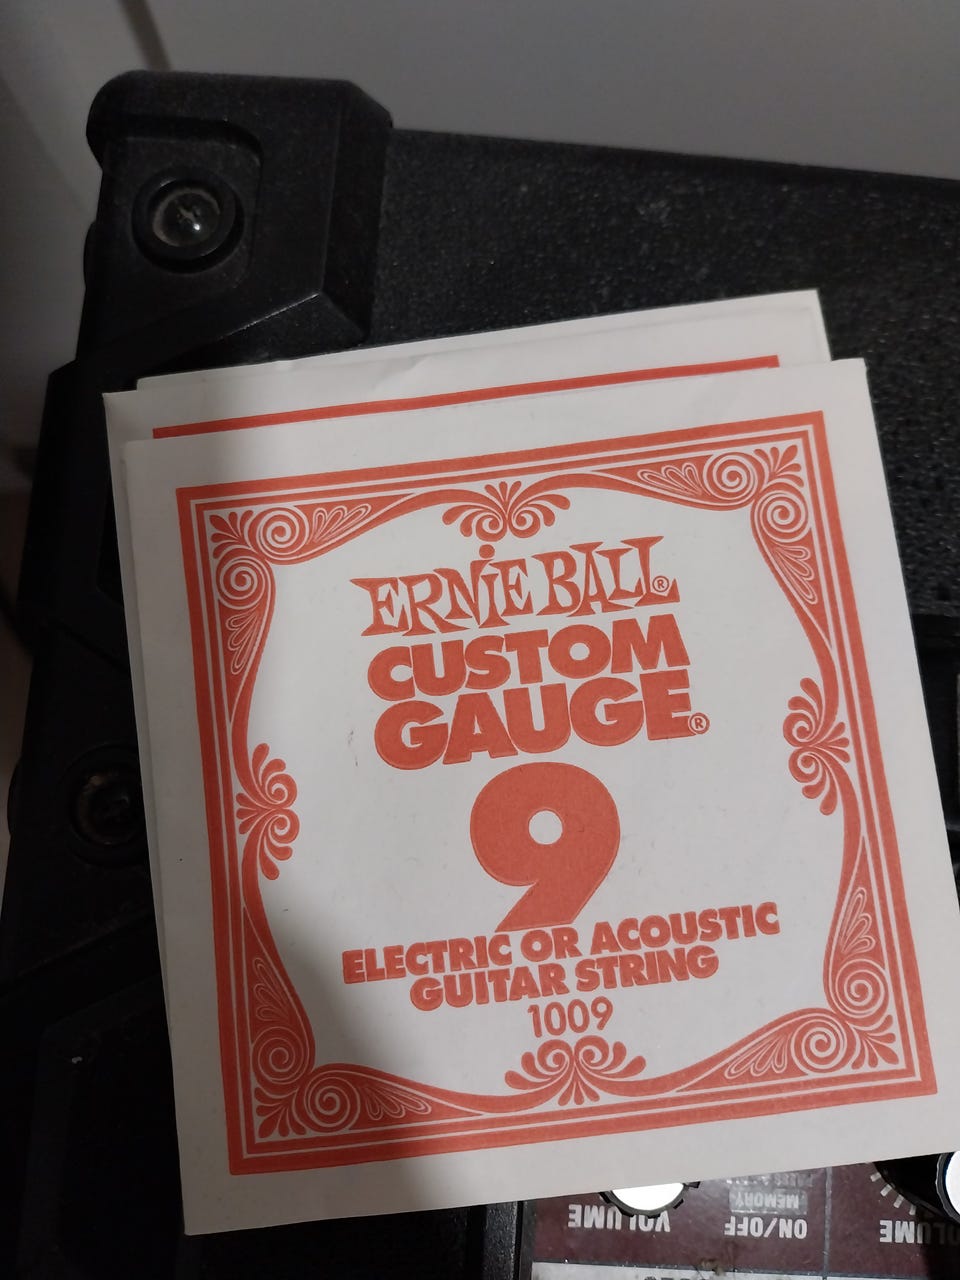 ERNIE BALL®
CUSTOM
GAUGE®
9
ELECTRIC OR ACOUSTIC
GUITAR STRING
1009
VOLUME
ON/OFF
MEMORY
VOLUME